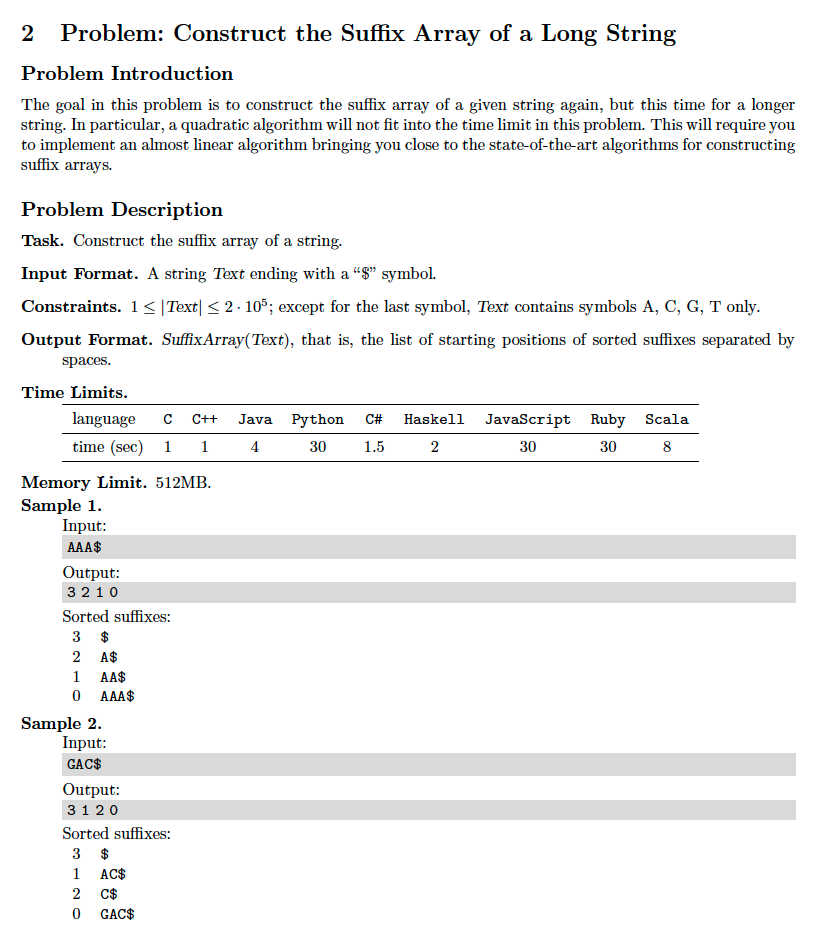 2 Problem: Construct the Suffix Array of a Long String
Problem Introduction
The goal in this problem is to construct the suffix array of a given string again, but this time for a longer
string. In particular, a quadratic algorithm will not fit into the time limit in this problem. This will require you
to implement an almost linear algorithm bringing you close to the state-of-the-art algorithms for constructing
suffix arrays.
Problem Description
Task. Construct the suffix array of a string.
Input Format. A string Text ending with a “$” symbol.
Constraints. 1 ≤ |Text| ≤ 2 · 10⁵; except for the last symbol, Text contains symbols A, C, G, T only.
Output Format. SuffixArray(Text), that is, the list of starting positions of sorted suffixes separated by
spaces.
Time Limits.
language C C++ Java Python C# Haskell JavaScript Ruby Scala
time (sec) 1 1 4 30 1.5 2 30 30 8
Memory Limit. 512MB.
Sample 1.
Input:
AAA$
Output:
3 2 1 0
Sorted suffixes:
3 $
2 A$
1 AA$
0 AAA$
Sample 2.
Input:
GAC$
Output:
3 1 2 0
Sorted suffixes:
3 $
1 AC$
2 C$
0 GAC$